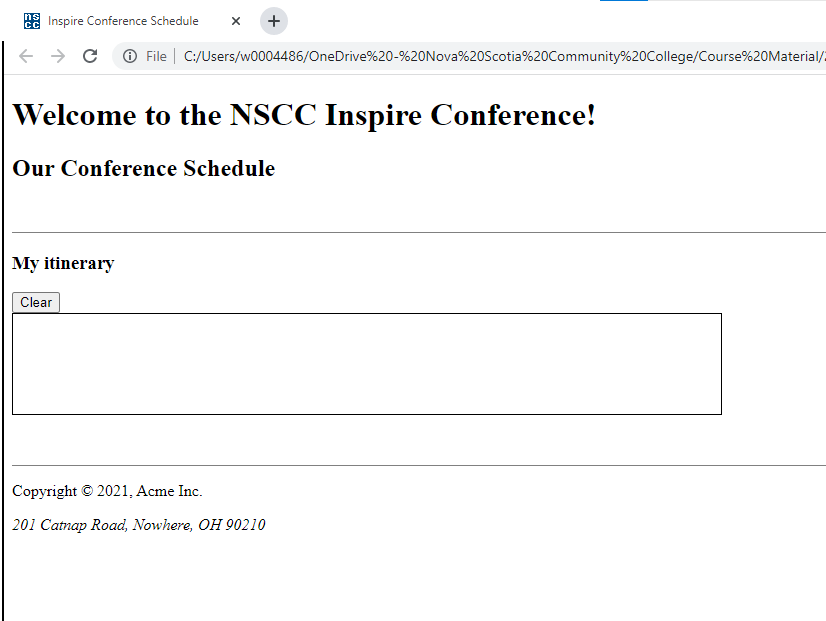 NSCC Inspire Conference Schedule
File C:/Users/w0004486/OneDrive%20-%20Nova%20Scotia%20Community%20College/Course%20Material/
Welcome to the NSCC Inspire Conference!
Our Conference Schedule
My itinerary
Clear
Copyright © 2021, Acme Inc.
201 Catnap Road, Nowhere, OH 90210